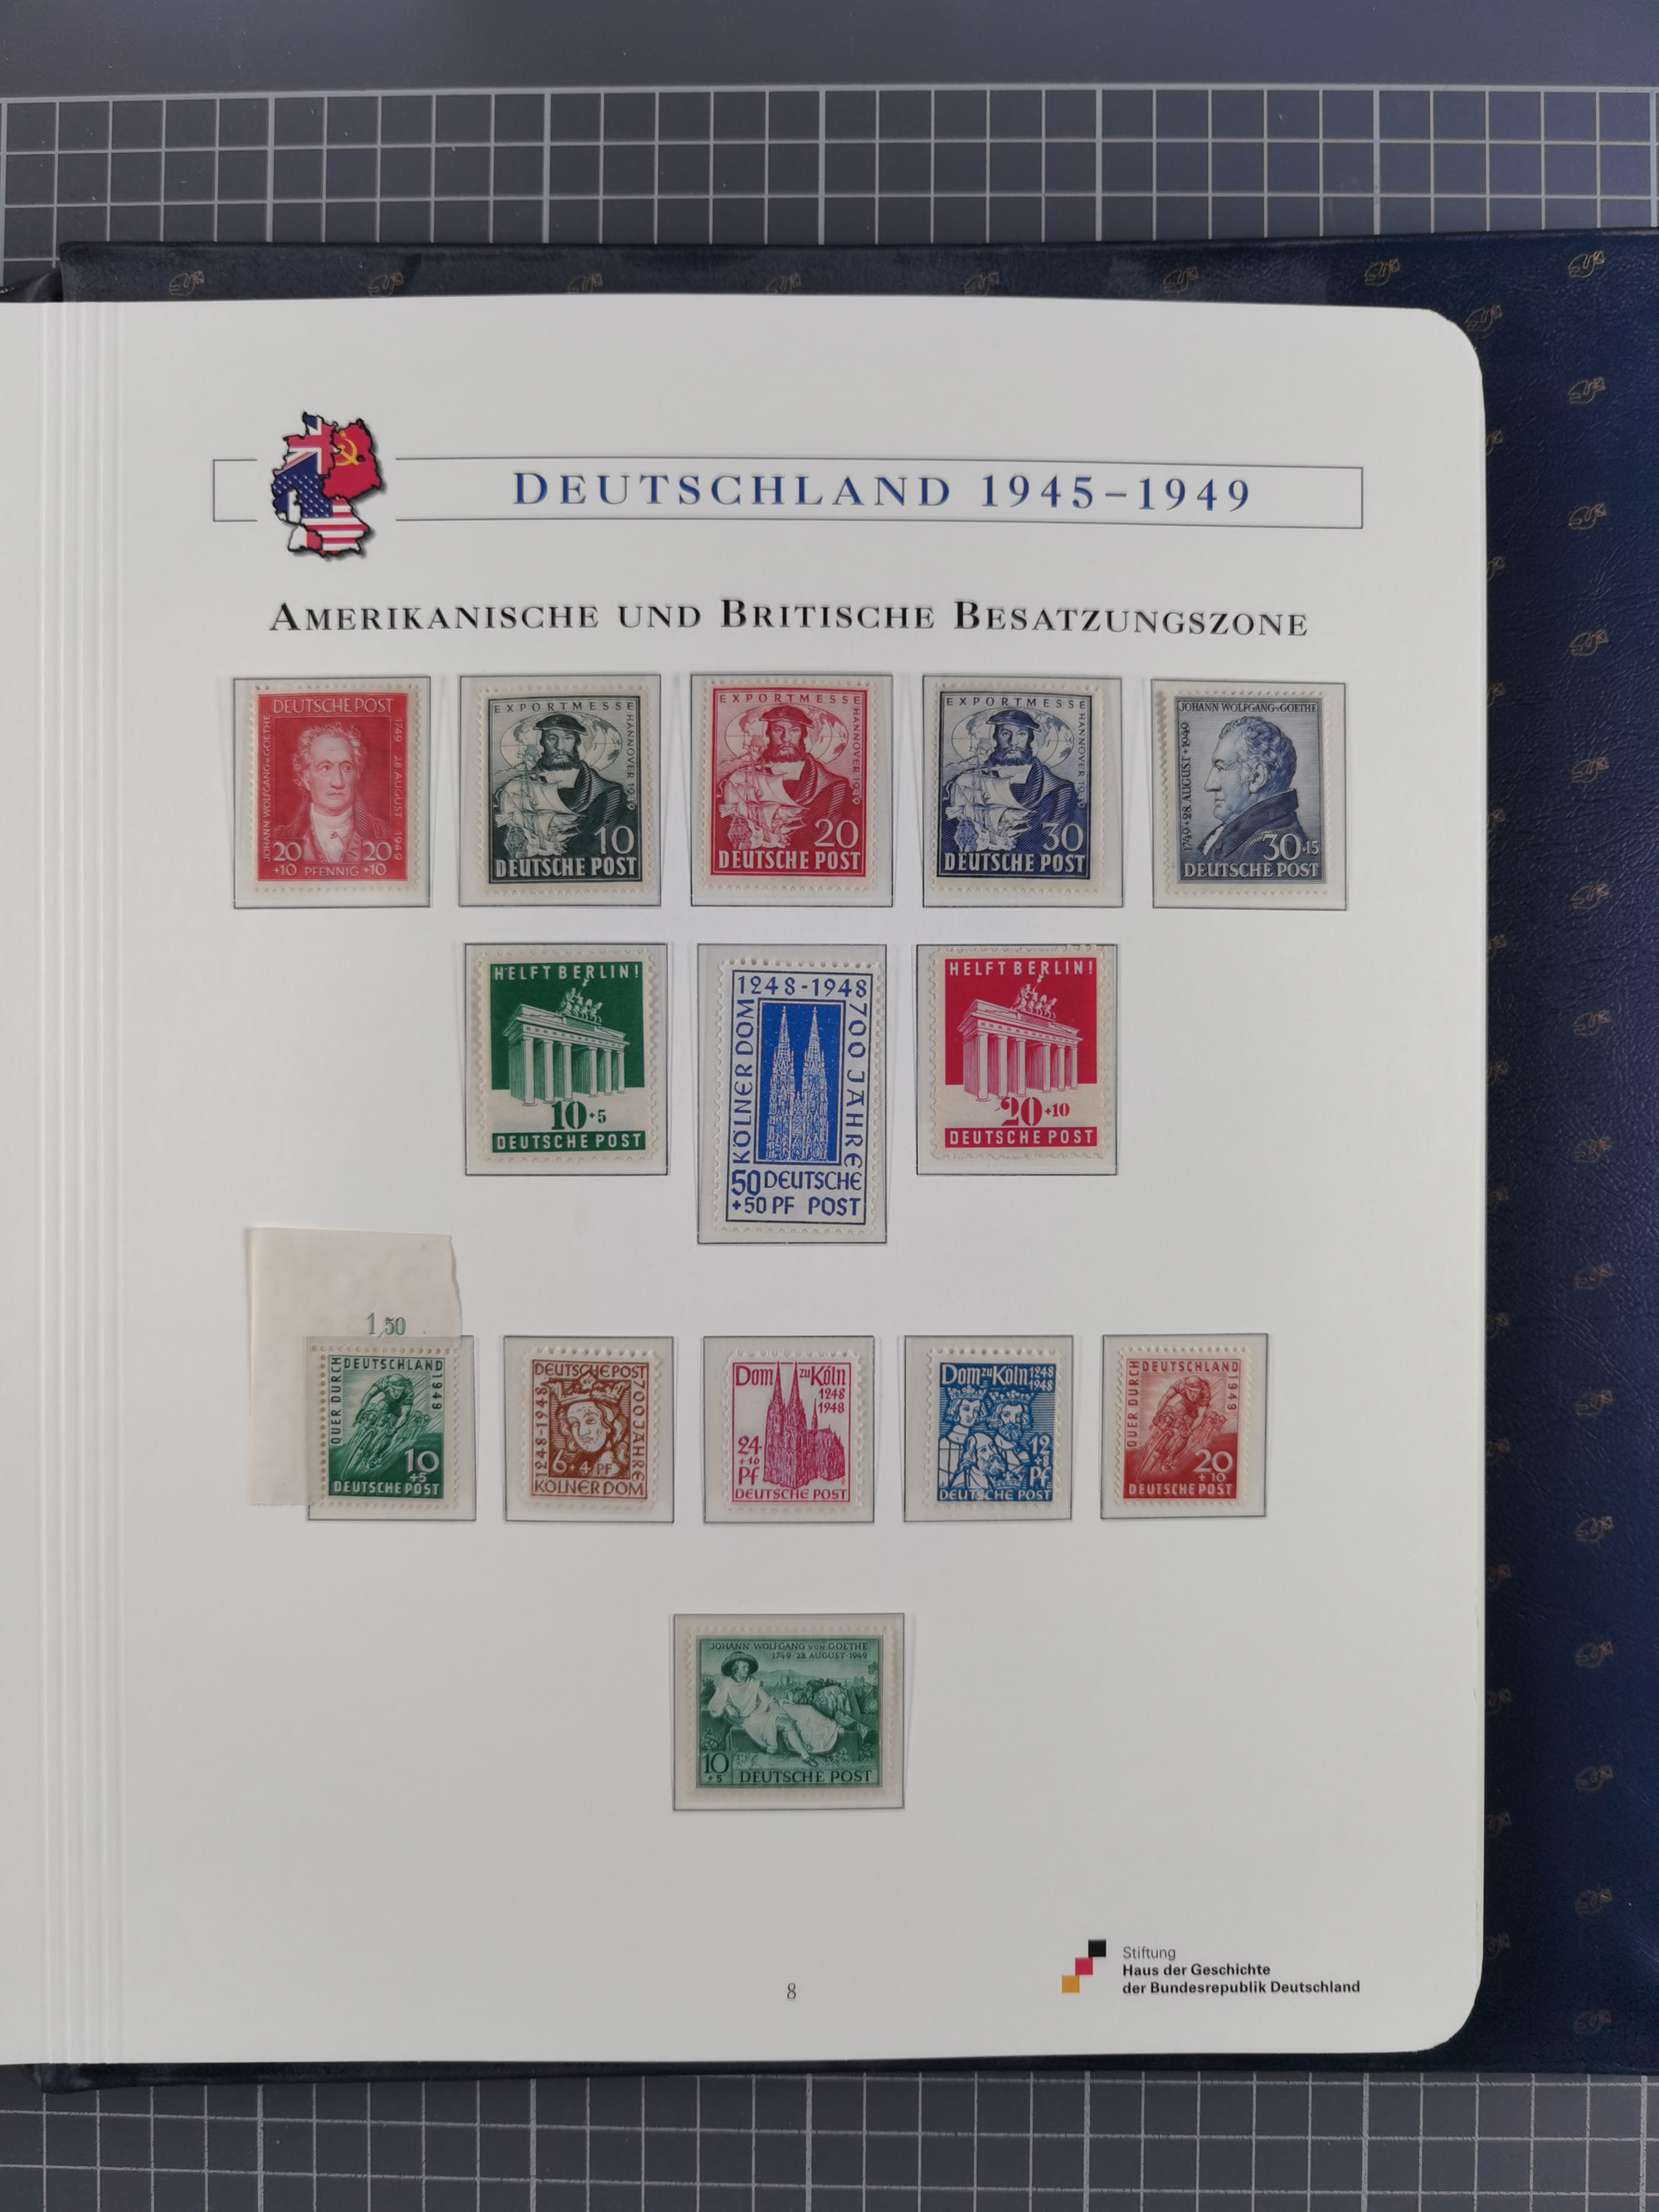 DEUTSCHLAND 1945–1949
AMERIKANISCHE UND BRITISCHE BESATZUNGSZONE
DEUTSCHE POST
JOHANN WOLFGANG v. GOETHE
1749 28 AUGUST 1949
20 20
+10 PFENNIG +10
EXPORTMESSE
HANNOVER 1949
10
DEUTSCHE POST
EXPORTMESSE
HANNOVER 1949
20
DEUTSCHE POST
EXPORTMESSE
HANNOVER 1949
30
DEUTSCHE POST
JOHANN WOLFGANG v. GOETHE
1749 • 28. AUGUST • 1949
30+15
DEUTSCHE POST
HELFT BERLIN!
10+5
DEUTSCHE POST
1248-1948
KÖLNER DOM
700 JAHRE
50 DEUTSCHE
+50 PF POST
HELFT BERLIN!
20+10
DEUTSCHE POST
1,50
QUER DURCH
DEUTSCHLAND
1949
10
+5
DEUTSCHE POST
DEUTSCHE POST
1248-1948
700 JAHRE
6+4 PF
KÖLNER DOM
Dom zu Köln
1248
1948
24
+16
Pf
DEUTSCHE POST
Dom zu Köln 1248
1948
12
+8
Pf
DEUTSCHE POST
QUER DURCH
DEUTSCHLAND
1949
20
+10
DEUTSCHE POST
JOHANN WOLFGANG VON GOETHE
1749·28. AUGUST·1949
10
+5 DEUTSCHE POST
8
Stiftung
Haus der Geschichte
der Bundesrepublik Deutschland